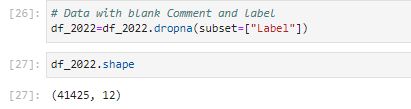 [26]: # Data with blank Comment and label
df_2022=df_2022.dropna(subset=["Label"])
[27]: df_2022.shape
[27]: (41425, 12)